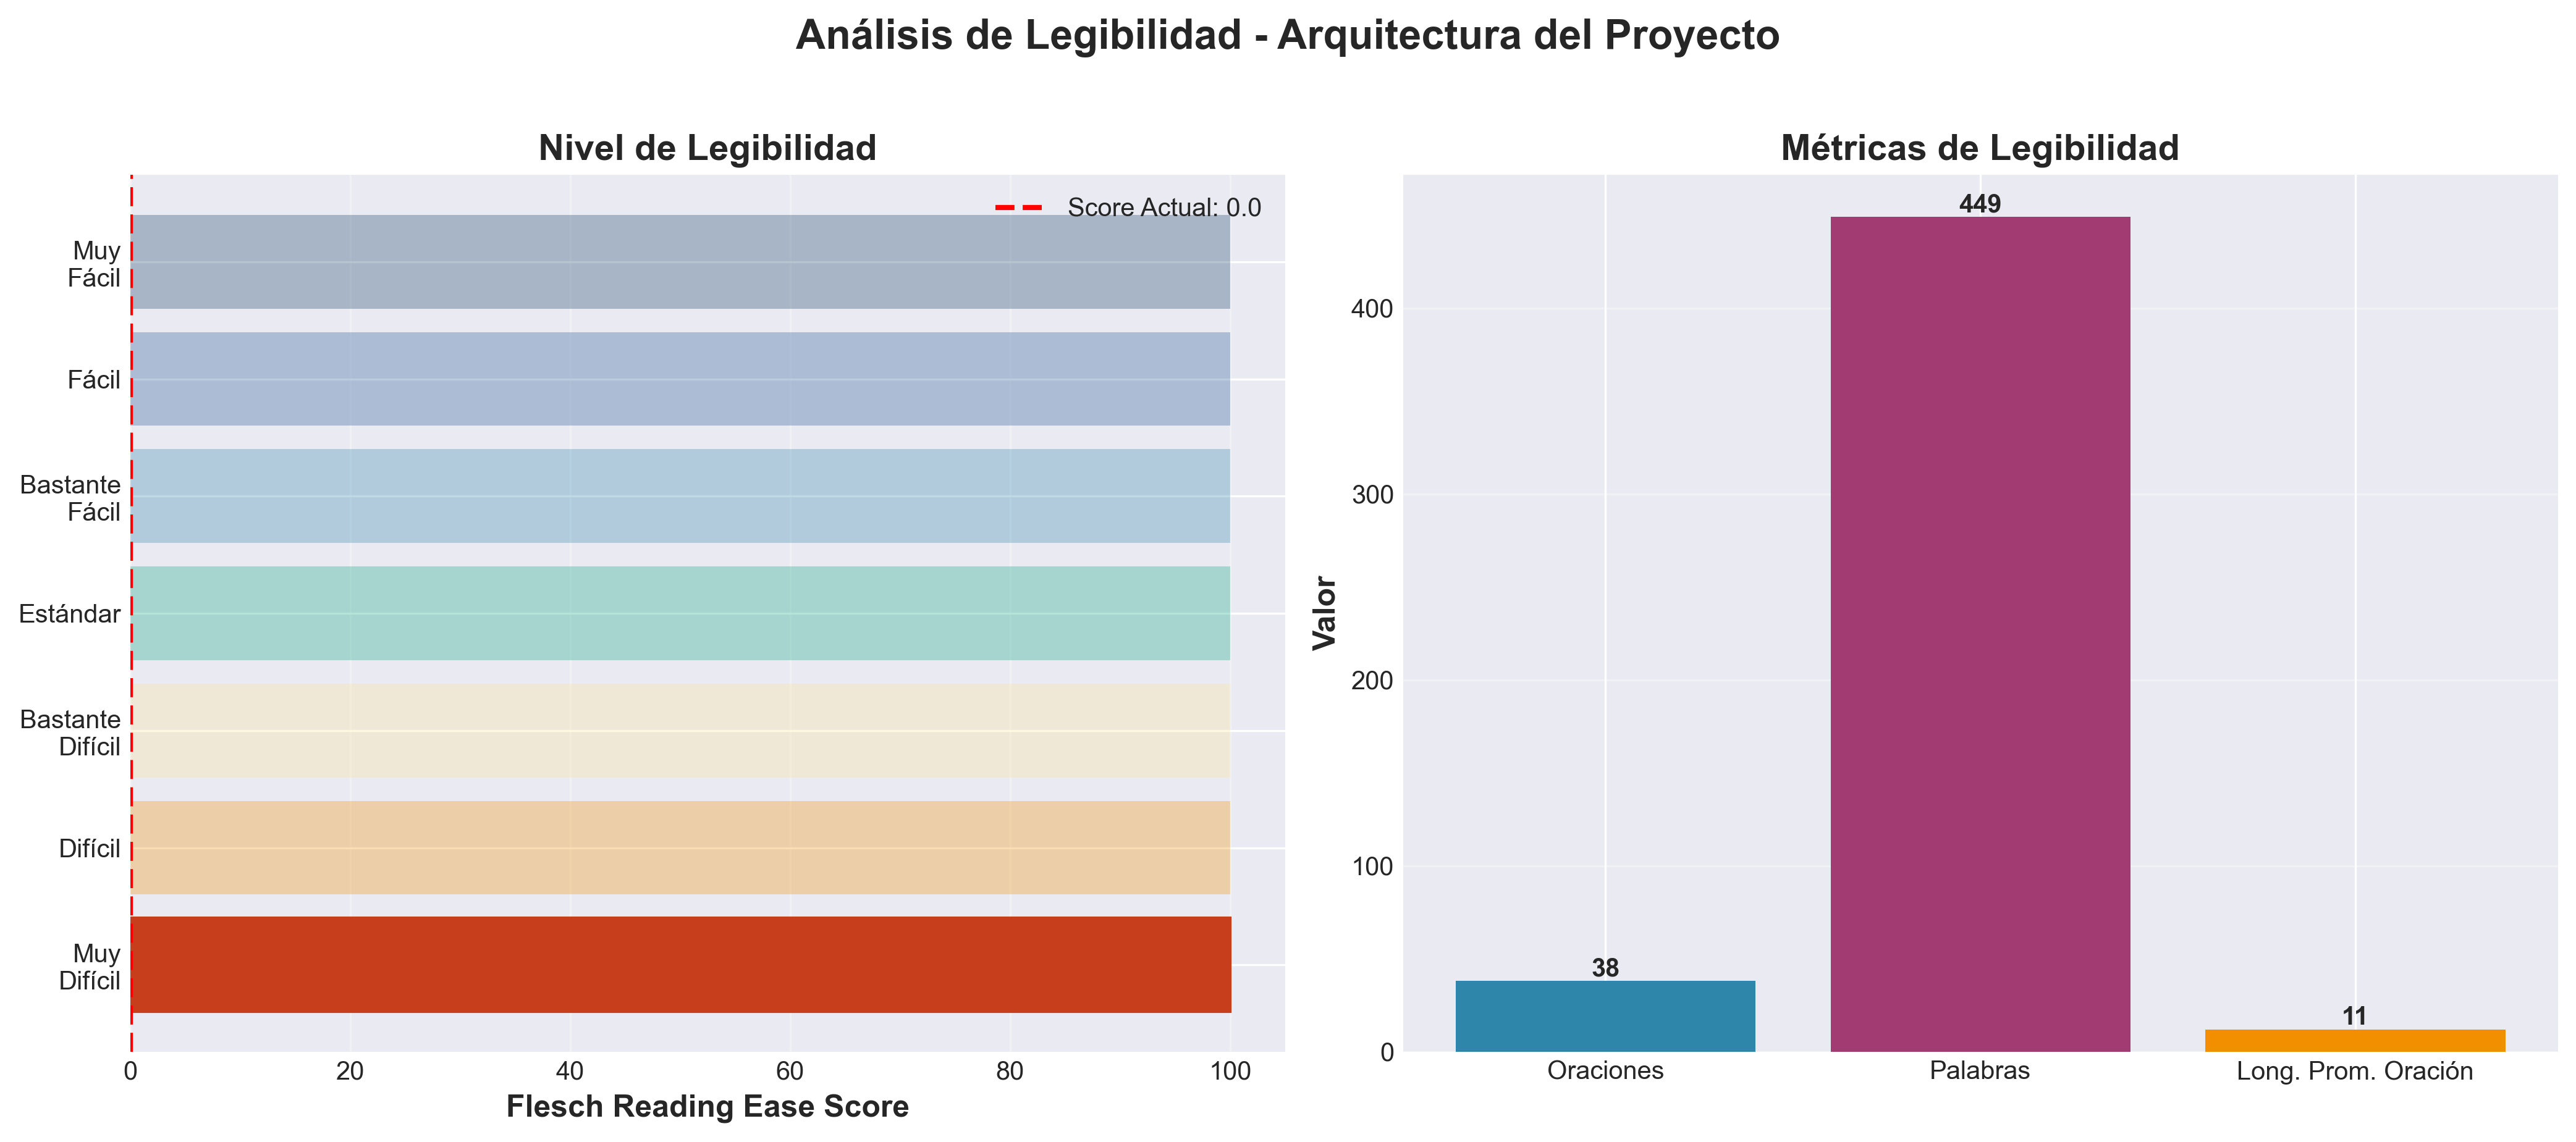 Análisis de Legibilidad - Arquitectura del Proyecto
Nivel de Legibilidad
Score Actual: 0.0
Muy
Fácil
Fácil
Bastante
Fácil
Estándar
Bastante
Difícil
Difícil
Muy
Difícil
0 20 40 60 80 100
Flesch Reading Ease Score
Métricas de Legibilidad
Valor
400
300
200
100
0
449
38
11
Oraciones Palabras Long. Prom. Oración